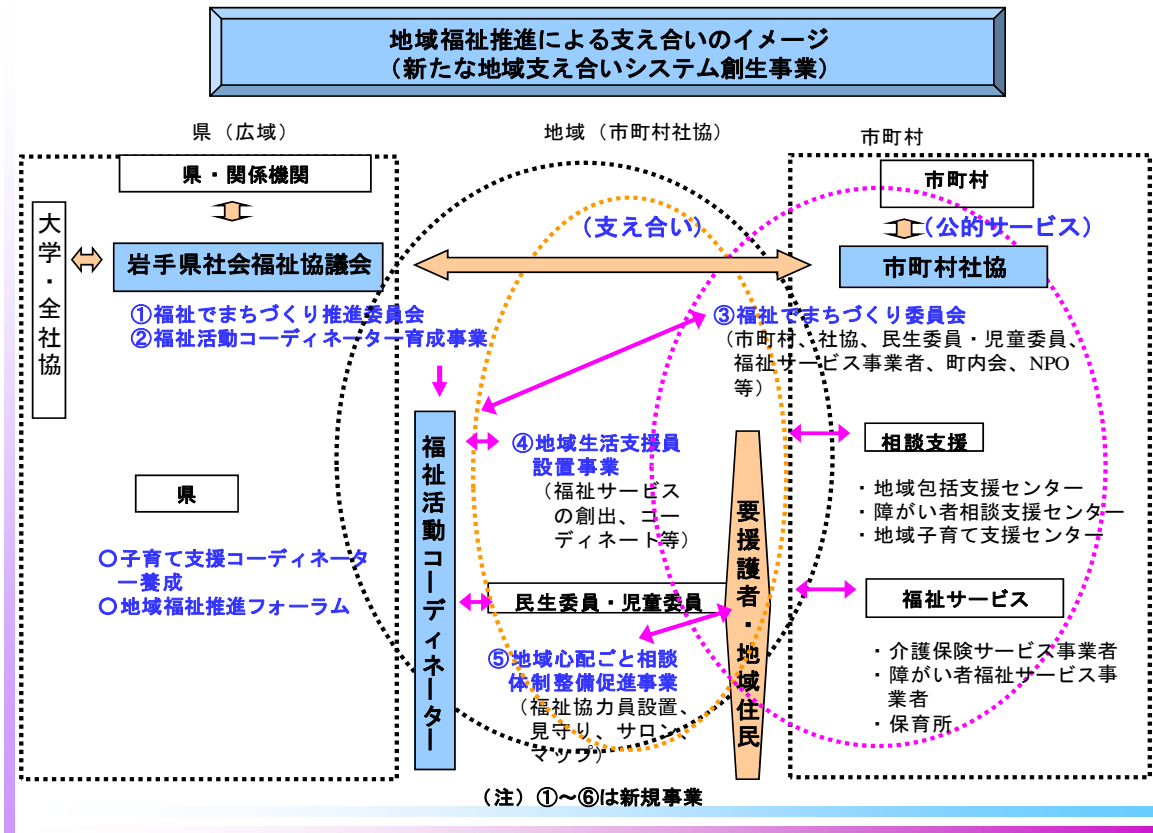 地域福祉推進による支え合いのイメージ
（新たな地域支え合いシステム創生事業）
県（広域）
地域（市町村社協）
市町村
県・関係機関
大学・全社協
岩手県社会福祉協議会
①福祉でまちづくり推進委員会
②福祉活動コーディネーター育成事業
県
〇子育て支援コーディネータ
ー養成
〇地域福祉推進フォーラム
福祉活動コーディネーター
（支え合い）
④地域生活支援員
設置事業
（福祉サービス
の創出、コー
ディネート等）
民生委員・児童委員
⑤地域心配ごと相談
体制整備促進事業
（福祉協力員設置、
見守り、サロン、
マップ）
要援護者・地域住民
市町村
（公的サービス）
市町村社協
③福祉でまちづくり委員会
（市町村、社協、民生委員・児童委員、
福祉サービス事業者、町内会、NPO
等）
相談支援
・地域包括支援センター
・障がい者相談支援センター
・地域子育て支援センター
福祉サービス
・介護保険サービス事業者
・障がい者福祉サービス事
業者
・保育所
（注）①～⑥は新規事業